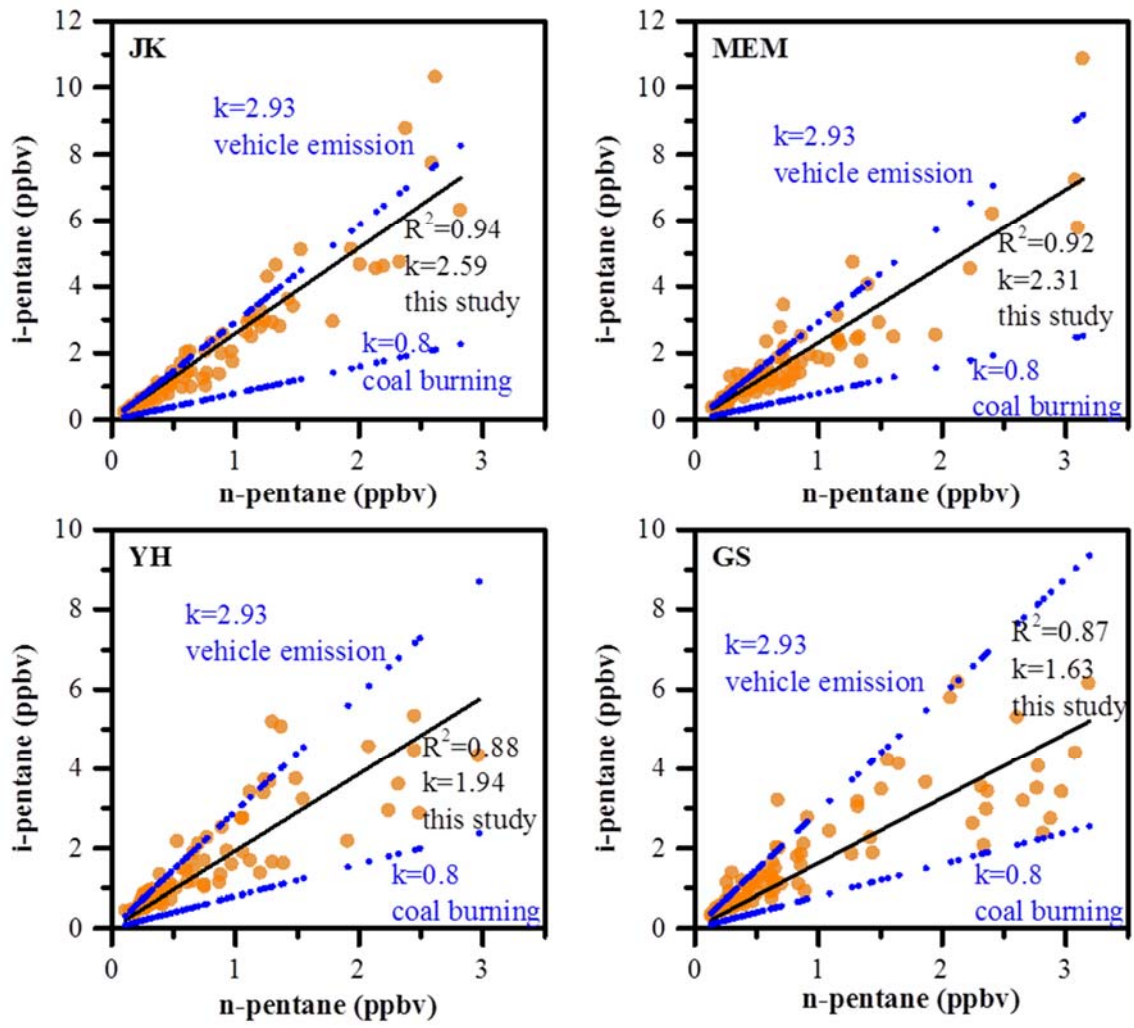 JK
12
10
8
6
4
2
0
i-pentane (ppbv)
k=2.93
vehicle emission
R²=0.94
k=2.59
this study
k=0.8
coal burning
0 1 2 3
n-pentane (ppbv)
MEM
12
10
8
6
4
2
0
i-pentane (ppbv)
k=2.93
vehicle emission
R²=0.92
k=2.31
this study
k=0.8
coal burning
0 1 2 3
n-pentane (ppbv)
YH
10
8
6
4
2
0
i-pentane (ppbv)
k=2.93
vehicle emission
R²=0.88
k=1.94
this study
k=0.8
coal burning
0 1 2 3
n-pentane (ppbv)
GS
10
8
6
4
2
0
i-pentane (ppbv)
k=2.93
vehicle emission
R²=0.87
k=1.63
this study
k=0.8
coal burning
0 1 2 3
n-pentane (ppbv)